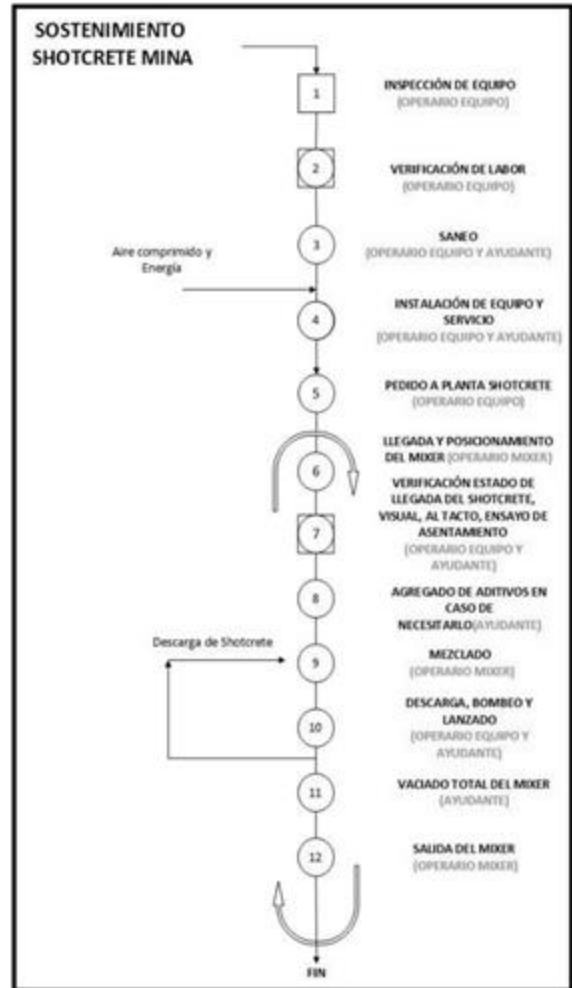 SOSTENIMIENTO
SHOTCRETE MINA
1
INSPECCIÓN DE EQUIPO
(OPERARIO EQUIPO)
2
VERIFICACIÓN DE LABOR
(OPERARIO EQUIPO)
3
SANEO
(OPERARIO EQUIPO Y AYUDANTE)
Aire comprimido y
Energía
4
INSTALACIÓN DE EQUIPO Y
SERVICIO
(OPERARIO EQUIPO Y AYUDANTE)
5
PEDIDO A PLANTA SHOTCRETE
(OPERARIO EQUIPO)
6
LLEGADA Y POSICIONAMIENTO
DEL MIXER (OPERARIO MIXER)
7
VERIFICACIÓN ESTADO DE
LLEGADA DEL SHOTCRETE,
VISUAL, AL TACTO, ENSAYO DE
ASENTAMIENTO
(OPERARIO EQUIPO Y
AYUDANTE)
8
AGREGADO DE ADITIVOS EN
CASO DE
NECESITARLO(AYUDANTE)
Descarga de Shotcrete
9
MEZCLADO
(OPERARIO MIXER)
10
DESCARGA, BOMBEO Y
LANZADO
(OPERARIO EQUIPO Y
AYUDANTE)
11
VACIADO TOTAL DEL MIXER
(AYUDANTE)
12
SALIDA DEL MIXER
(OPERARIO MIXER)
FIN